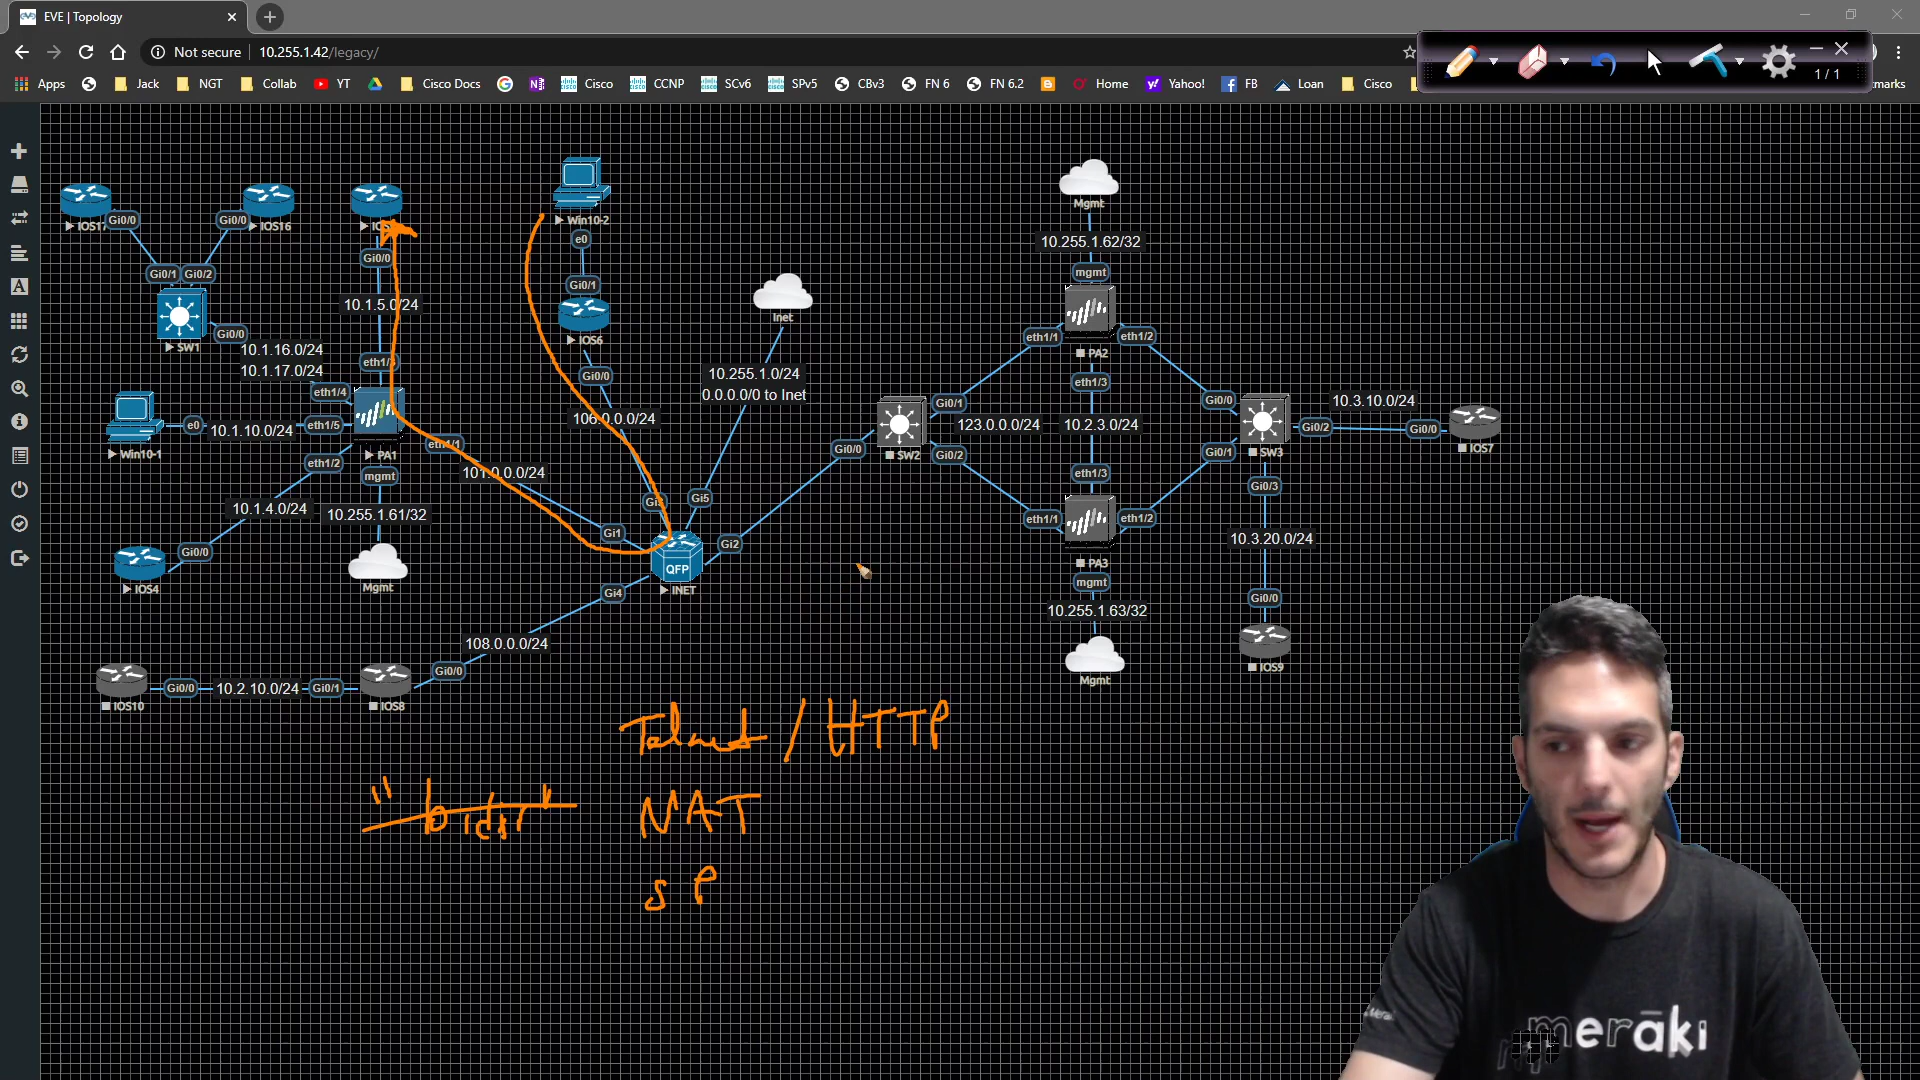 EVE | Topology
Not secure
10.255.1.42/legacy/
1 / 1
Apps
Jack
NGT
Collab
YT
Cisco Docs
Cisco
CCNP
SCv6
SPv5
CBv3
FN 6
FN 6.2
Home
Yahoo!
FB
Loan
Cisco
marks
Mgmt
Win10-2
IOS17
Gi0/0
Gi0/0
IOS16
e0
10.255.1.62/32
Gi0/0
Gi0/1
Gi0/2
mgmt
Gi0/1
10.1.5.0/24
Inet
Gi0/0
eth1/1
eth1/2
IOS6
SW1
10.1.16.0/24
PA2
10.1.17.0/24
eth1/
10.255.1.0/24
Gi0/0
eth1/3
0.0.0.0/0 to Inet
eth1/4
Gi0/1
Gi0/0
10.3.10.0/24
106.0.0.0/24
123.0.0.0/24
10.2.3.0/24
e0
10.1.10.0/24
eth1/5
Gi0/2
Gi0/0
eth1/1
Win10-1
PA1
Gi0/0
SW2
Gi0/2
Gi0/1
SW3
IOS7
eth1/2
mgmt
101.0.0.0/24
eth1/3
Gi0/3
Gi5
10.1.4.0/24
10.255.1.61/32
eth1/1
eth1/2
Gi1
10.3.20.0/24
Gi0/0
Gi2
QFP
PA3
IOS4
Mgmt
INET
mgmt
Gi4
Gi0/0
10.255.1.63/32
108.0.0.0/24
Gi0/0
IOS9
Mgmt
Gi0/0
10.2.10.0/24
Gi0/1
IOS10
IOS8
Telnet / HTTP
"bidir"
NAT
SP
meraki